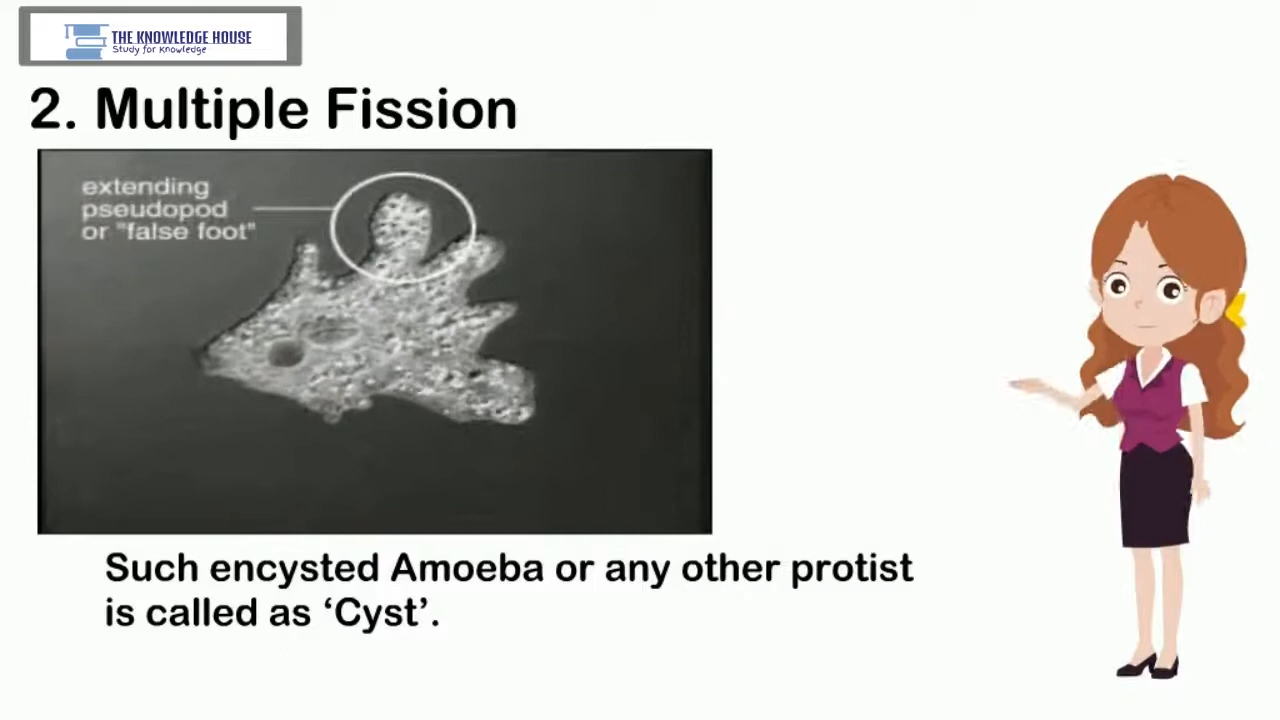 THE KNOWLEDGE HOUSE
Study for Knowledge
2. Multiple Fission
extending
pseudopod
or "false foot"
Such encysted Amoeba or any other protist
is called as ‘Cyst’.